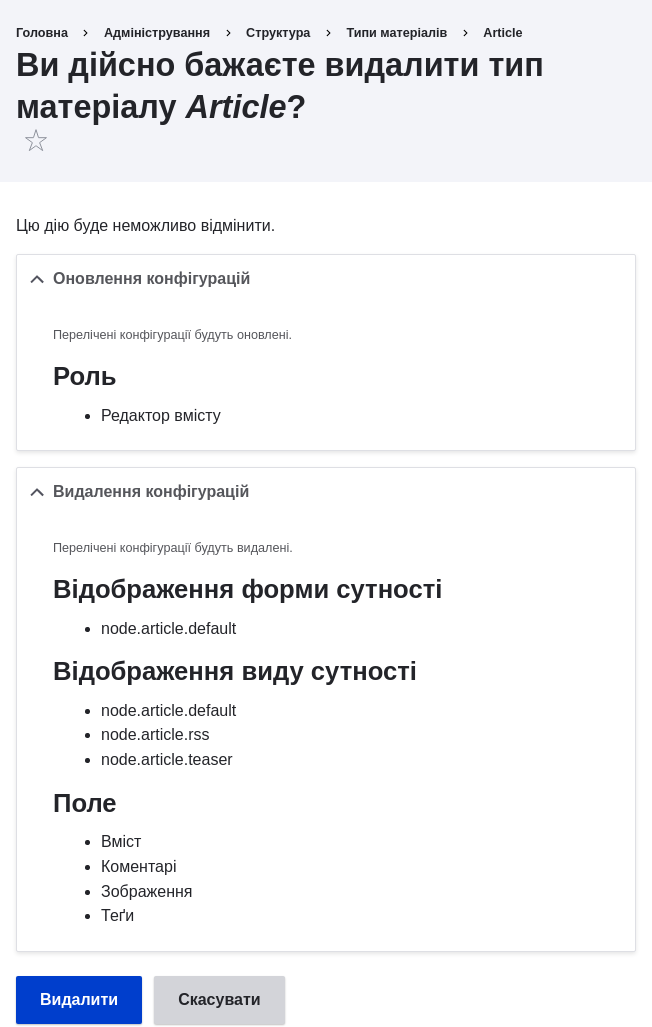 Головна › Адміністрування › Структура › Типи матеріалів › Article
Ви дійсно бажаєте видалити тип
матеріалу Article?
Цю дію буде неможливо відмінити.
Оновлення конфігурацій
Перелічені конфігурації будуть оновлені.
Роль
• Редактор вмісту
Видалення конфігурацій
Перелічені конфігурації будуть видалені.
Відображення форми сутності
• node.article.default
Відображення виду сутності
• node.article.default
• node.article.rss
• node.article.teaser
Поле
• Вміст
• Коментарі
• Зображення
• Теґи
Видалити Скасувати